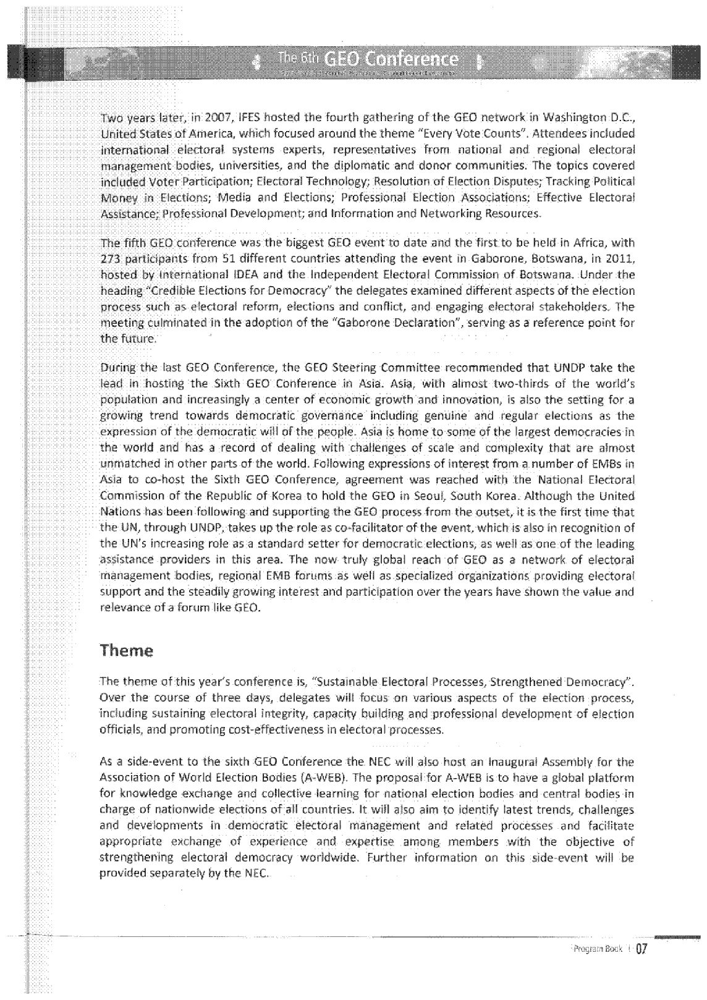 The 6th GEO Conference
Two years later, in 2007, IFES hosted the fourth gathering of the GEO network in Washington D.C.,
United States of America, which focused around the theme "Every Vote Counts". Attendees included
international electoral systems experts, representatives from national and regional electoral
management bodies, universities, and the diplomatic and donor communities. The topics covered
included Voter Participation; Electoral Technology; Resolution of Election Disputes; Tracking Political
Money in Elections; Media and Elections; Professional Election Associations; Effective Electoral
Assistance; Professional Development; and Information and Networking Resources.
The fifth GEO conference was the biggest GEO event to date and the first to be held in Africa, with
273 participants from 51 different countries attending the event in Gaborone, Botswana, in 2011,
hosted by International IDEA and the Independent Electoral Commission of Botswana. Under the
heading "Credible Elections for Democracy" the delegates examined different aspects of the election
process such as electoral reform, elections and conflict, and engaging electoral stakeholders. The
meeting culminated in the adoption of the "Gaborone Declaration", serving as a reference point for
the future.
During the last GEO Conference, the GEO Steering Committee recommended that UNDP take the
lead in hosting the Sixth GEO Conference in Asia. Asia, with almost two-thirds of the world's
population and increasingly a center of economic growth and innovation, is also the setting for a
growing trend towards democratic governance including genuine and regular elections as the
expression of the democratic will of the people. Asia is home to some of the largest democracies in
the world and has a record of dealing with challenges of scale and complexity that are almost
unmatched in other parts of the world. Following expressions of interest from a number of EMBs in
Asia to co-host the Sixth GEO Conference, agreement was reached with the National Electoral
Commission of the Republic of Korea to hold the GEO in Seoul, South Korea. Although the United
Nations has been following and supporting the GEO process from the outset, it is the first time that
the UN, through UNDP, takes up the role as co-facilitator of the event, which is also in recognition of
the UN's increasing role as a standard setter for democratic elections, as well as one of the leading
assistance providers in this area. The now truly global reach of GEO as a network of electoral
management bodies, regional EMB forums as well as specialized organizations providing electoral
support and the steadily growing interest and participation over the years have shown the value and
relevance of a forum like GEO.
Theme
The theme of this year's conference is, "Sustainable Electoral Processes, Strengthened Democracy".
Over the course of three days, delegates will focus on various aspects of the election process,
including sustaining electoral integrity, capacity building and professional development of election
officials, and promoting cost-effectiveness in electoral processes.
As a side-event to the sixth GEO Conference the NEC will also host an Inaugural Assembly for the
Association of World Election Bodies (A-WEB). The proposal for A-WEB is to have a global platform
for knowledge exchange and collective learning for national election bodies and central bodies in
charge of nationwide elections of all countries. It will also aim to identify latest trends, challenges
and developments in democratic electoral management and related processes and facilitate
appropriate exchange of experience and expertise among members with the objective of
strengthening electoral democracy worldwide. Further information on this side-event will be
provided separately by the NEC.
Program Book | 07